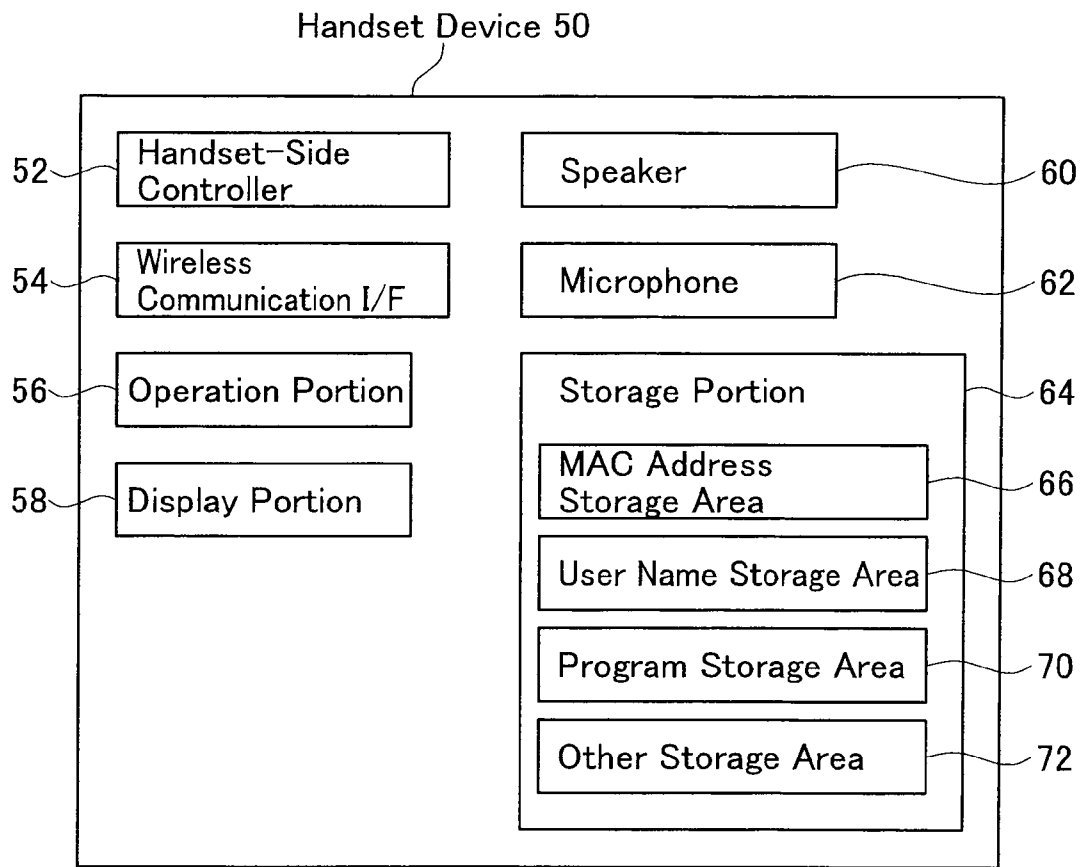 Handset Device 50
52
Handset-Side
Controller
Speaker
60
54
Wireless
Communication I/F
Microphone
62
56
Operation Portion
Storage Portion
64
58
Display Portion
MAC Address
Storage Area
66
User Name Storage Area
68
Program Storage Area
70
Other Storage Area
72